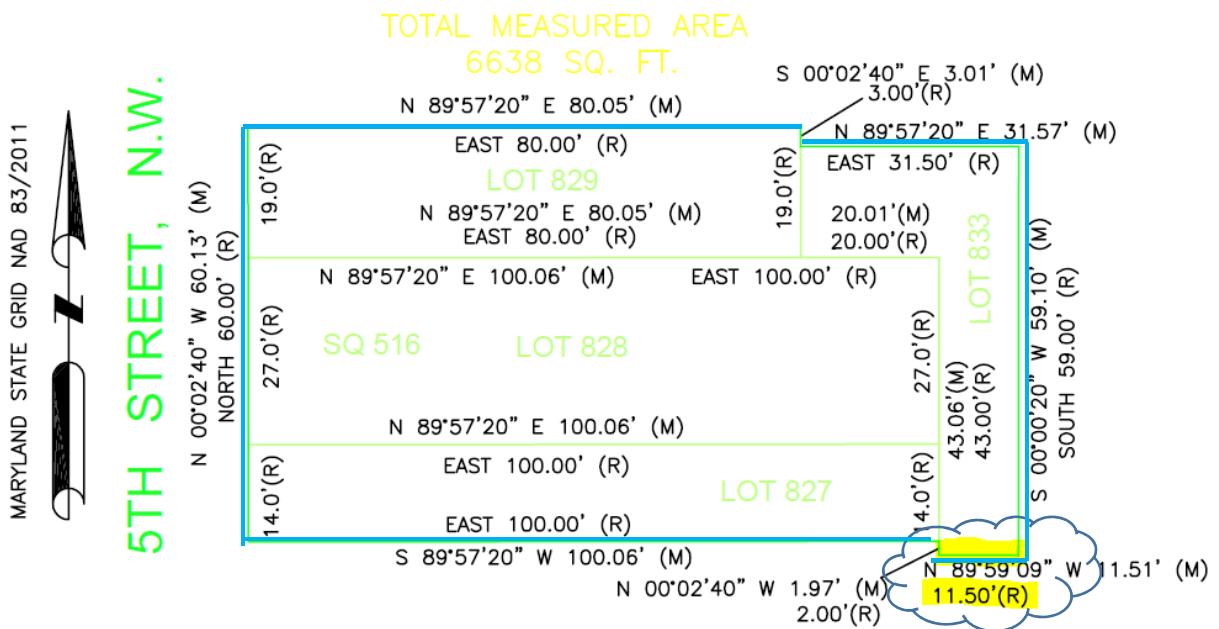 TOTAL MEASURED AREA
6638 SQ. FT.
S 00°02'40" E 3.01' (M)
3.00'(R)
N 89°57'20" E 80.05' (M)
N 89°57'20" E 31.57' (M)
EAST 80.00' (R)
EAST 31.50' (R)
LOT 829
19.0'(R)
19.0'(R)
N 89°57'20" E 80.05' (M)
EAST 80.00' (R)
20.01'(M)
20.00'(R)
LOT 833
MARYLAND STATE GRID NAD 83/2011
N
5TH STREET, N.W.
N 00°02'40" W 60.13' (M)
NORTH 60.00' (R)
N 89°57'20" E 100.06' (M)
EAST 100.00' (R)
27.0'(R)
SQ 516
LOT 828
27.0'(R)
43.06'(M)
43.00'(R)
S 00°00'20" W 59.10' (M)
SOUTH 59.00' (R)
N 89°57'20" E 100.06' (M)
EAST 100.00' (R)
14.0'(R)
LOT 827
14.0'(R)
EAST 100.00' (R)
S 89°57'20" W 100.06' (M)
N 89°59'09" W 11.51' (M)
N 00°02'40" W 1.97' (M)
11.50'(R)
2.00'(R)